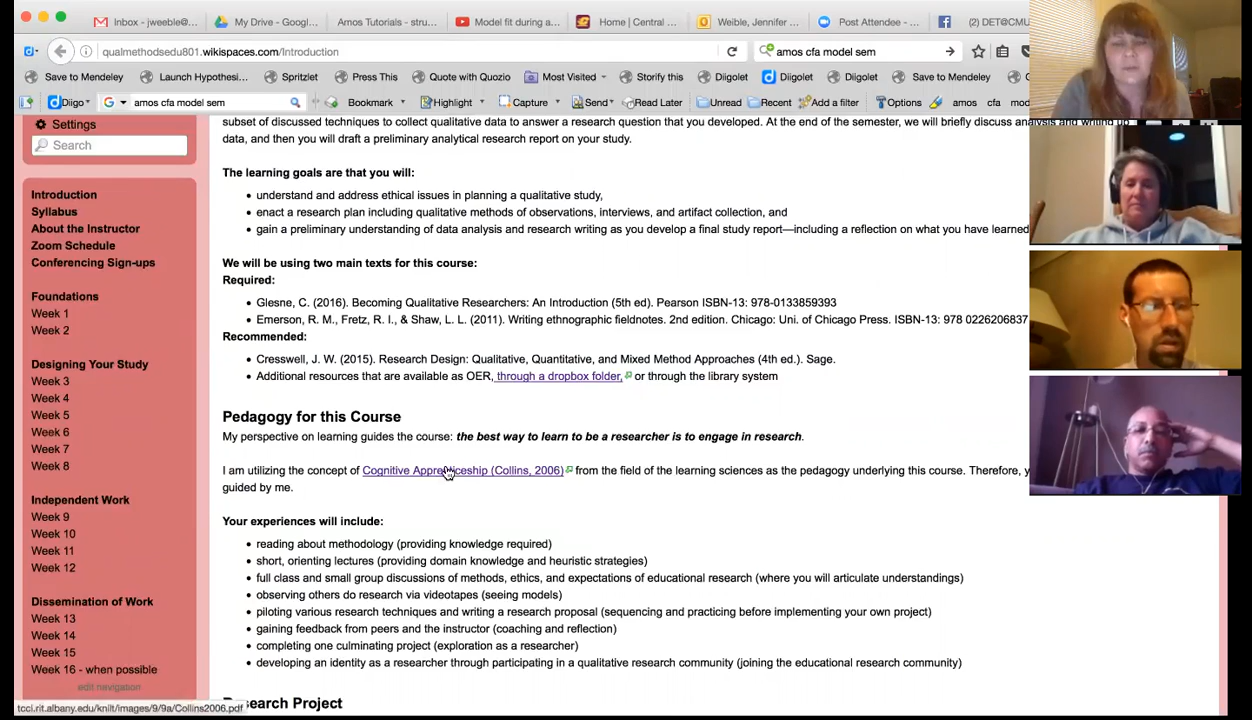 Inbox - jweeble@... My Drive - Googl... Amos Tutorials - stru... Model fit during a... Home | Central ... Weible, Jennifer ... Post Attendee - ... (2) DET@CMU
qualmethodsedu801.wikispaces.com/Introduction amos cfa model sem
Save to Mendeley Launch Hypothesi... Spritzlet Press This Quote with Quozio Most Visited Storify this Diigolet Diigolet Diigolet Save to Mendeley
Diigo amos cfa model sem Bookmark Highlight Capture Send Read Later Unread Recent Add a filter Options amos cfa mod
Settings
Search
Introduction
Syllabus
About the Instructor
Zoom Schedule
Conferencing Sign-ups
Foundations
Week 1
Week 2
Designing Your Study
Week 3
Week 4
Week 5
Week 6
Week 7
Week 8
Independent Work
Week 9
Week 10
Week 11
Week 12
Dissemination of Work
Week 13
Week 14
Week 15
Week 16 - when possible
edit navigation
subset of discussed techniques to collect qualitative data to answer a research question that you developed. At the end of the semester, we will briefly discuss analysis and writing up
data, and then you will draft a preliminary analytical research report on your study.
The learning goals are that you will:
• understand and address ethical issues in planning a qualitative study,
• enact a research plan including qualitative methods of observations, interviews, and artifact collection, and
• gain a preliminary understanding of data analysis and research writing as you develop a final study report—including a reflection on what you have learned
We will be using two main texts for this course:
Required:
• Glesne, C. (2016). Becoming Qualitative Researchers: An Introduction (5th ed). Pearson ISBN-13: 978-0133859393
• Emerson, R. M., Fretz, R. I., & Shaw, L. L. (2011). Writing ethnographic fieldnotes. 2nd edition. Chicago: Uni. of Chicago Press. ISBN-13: 978 0226206837
Recommended:
• Cresswell, J. W. (2015). Research Design: Qualitative, Quantitative, and Mixed Method Approaches (4th ed.). Sage.
• Additional resources that are available as OER, through a dropbox folder, or through the library system
Pedagogy for this Course
My perspective on learning guides the course: the best way to learn to be a researcher is to engage in research.
I am utilizing the concept of Cognitive Apprenticeship (Collins, 2006) from the field of the learning sciences as the pedagogy underlying this course. Therefore, y
guided by me.
Your experiences will include:
• reading about methodology (providing knowledge required)
• short, orienting lectures (providing domain knowledge and heuristic strategies)
• full class and small group discussions of methods, ethics, and expectations of educational research (where you will articulate understandings)
• observing others do research via videotapes (seeing models)
• piloting various research techniques and writing a research proposal (sequencing and practicing before implementing your own project)
• gaining feedback from peers and the instructor (coaching and reflection)
• completing one culminating project (exploration as a researcher)
• developing an identity as a researcher through participating in a qualitative research community (joining the educational research community)
esearch Project
tccl.rit.albany.edu/knilt/images/9/9a/Collins2006.pdf